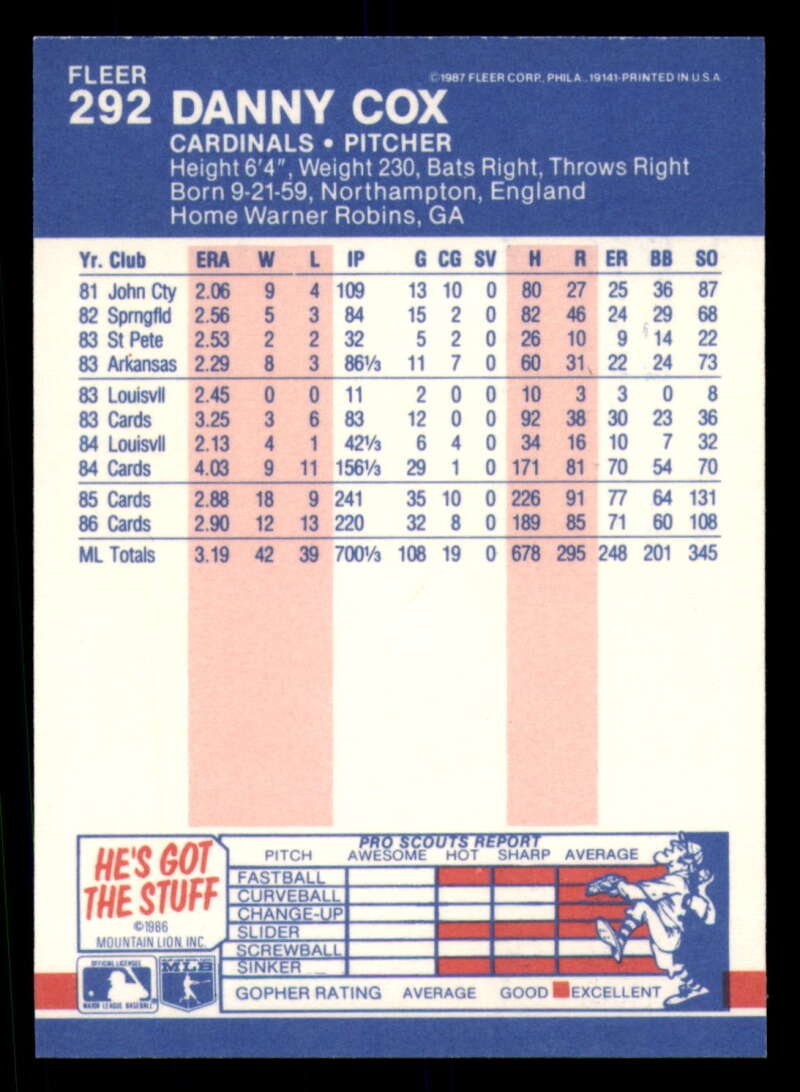 FLEER
©1987 FLEER CORP., PHILA. 19141-PRINTED IN U.S.A.
292 DANNY COX
CARDINALS • PITCHER
Height 6'4", Weight 230, Bats Right, Throws Right
Born 9-21-59, Northampton, England
Home Warner Robins, GA
Yr. Club ERA W L IP G CG SV H R ER BB SO
81 John Cty 2.06 9 4 109 13 10 0 80 27 25 36 87
82 Sprngfld 2.56 5 3 84 15 2 0 82 46 24 29 68
83 St Pete 2.53 2 2 32 5 2 0 26 10 9 14 22
83 Arkansas 2.29 8 3 86⅓ 11 7 0 60 31 22 24 73
83 Louisvll 2.45 0 0 11 2 0 0 10 3 3 0 8
83 Cards 3.25 3 6 83 12 0 0 92 38 30 23 36
84 Louisvll 2.13 4 1 42⅓ 6 4 0 34 16 10 7 32
84 Cards 4.03 9 11 156⅓ 29 1 0 171 81 70 54 70
85 Cards 2.88 18 9 241 35 10 0 226 91 77 64 131
86 Cards 2.90 12 13 220 32 8 0 189 85 71 60 108
ML Totals 3.19 42 39 700⅓ 108 19 0 678 295 248 201 345
HE'S GOT
THE STUFF
©1986
MOUNTAIN LION, INC.
OFFICIAL LICENSEE
MAJOR LEAGUE BASEBALL
MLB
PRO SCOUTS REPORT
PITCH AWESOME HOT SHARP AVERAGE
FASTBALL
CURVEBALL
CHANGE-UP
SLIDER
SCREWBALL
SINKER
GOPHER RATING AVERAGE GOOD EXCELLENT